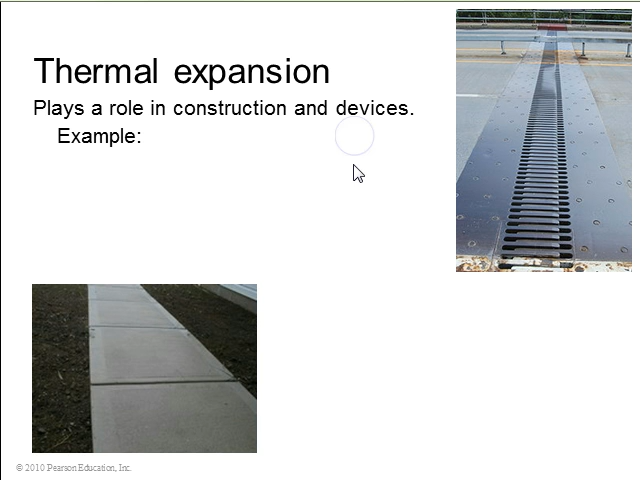 Thermal expansion
Plays a role in construction and devices.
Example:
© 2010 Pearson Education, Inc.